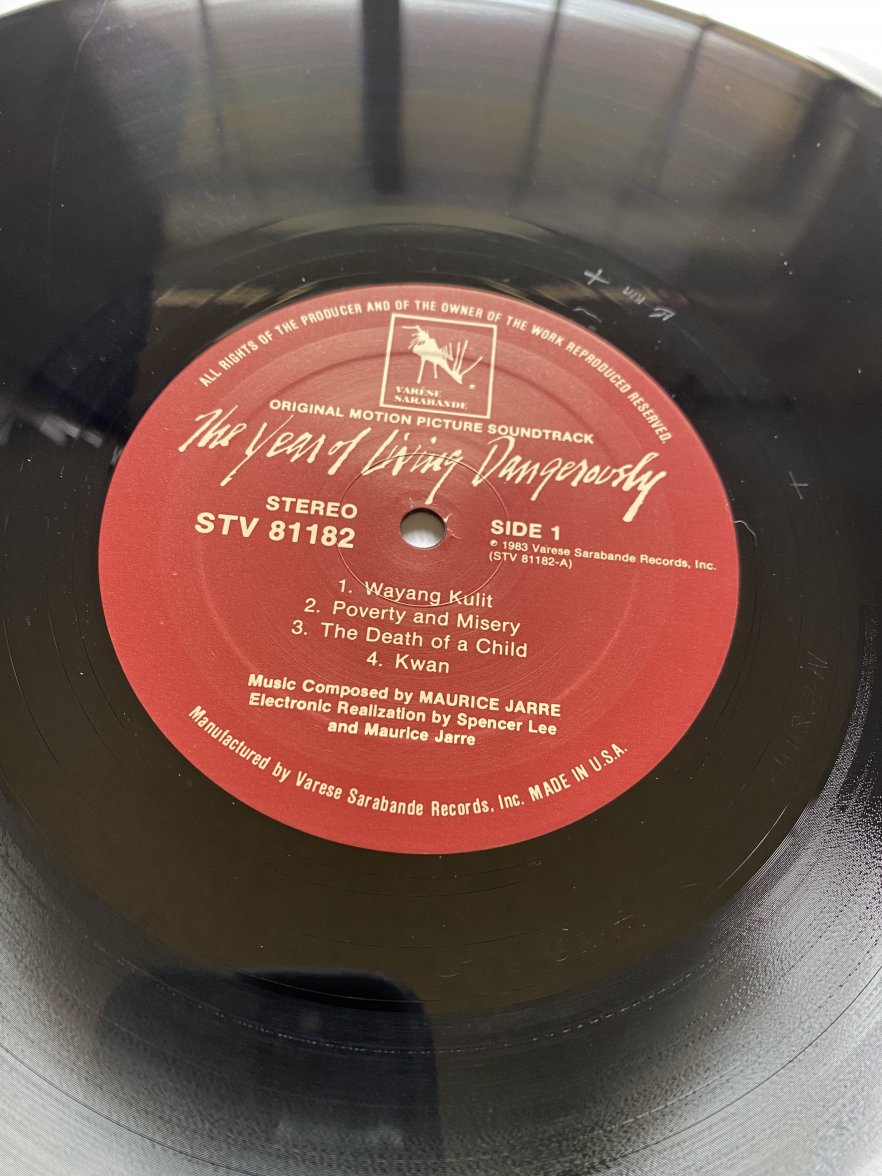 ALL RIGHTS OF THE PRODUCER AND OF THE OWNER OF THE WORK REPRODUCED RESERVED.
VARÈSE
SARABANDE
®
ORIGINAL MOTION PICTURE SOUNDTRACK
The Year of Living Dangerously
STEREO
STV 81182
SIDE 1
℗ 1983 Varese Sarabande Records, Inc.
(STV 81182-A)
1. Wayang Kulit
2. Poverty and Misery
3. The Death of a Child
4. Kwan
Music Composed by MAURICE JARRE
Electronic Realization by Spencer Lee
and Maurice Jarre
Manufactured by Varese Sarabande Records, Inc. MADE IN U.S.A.